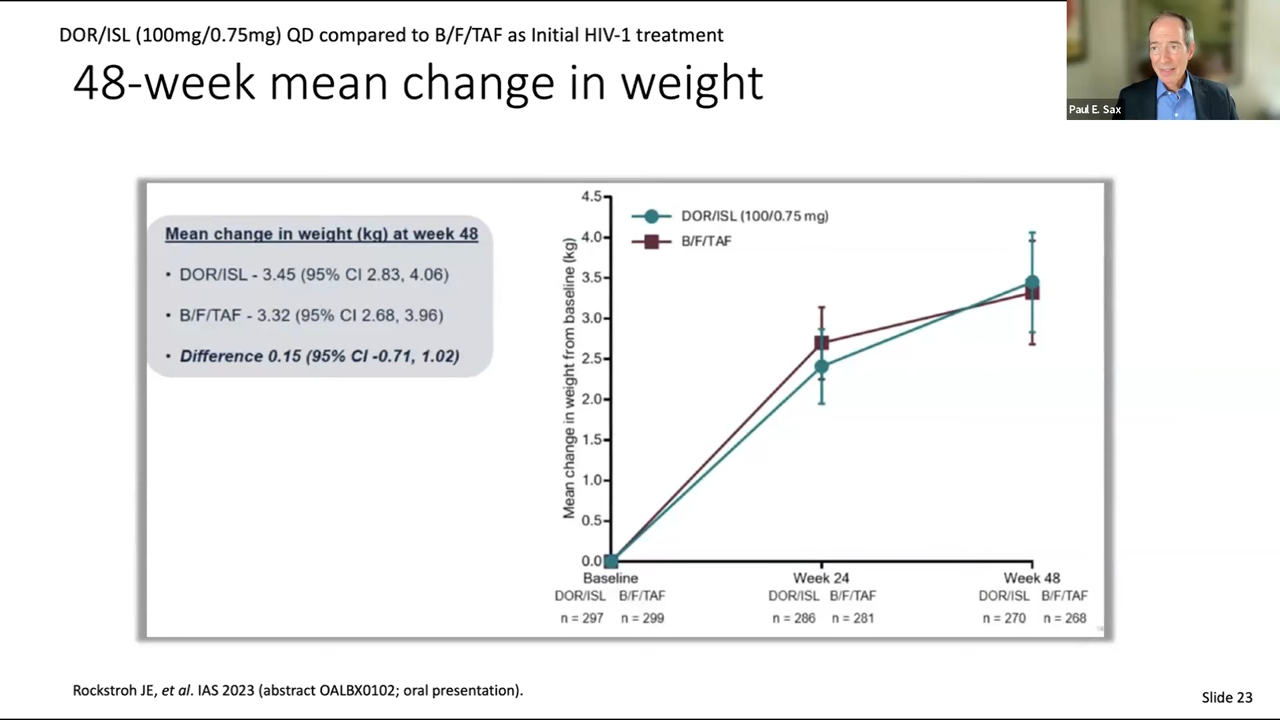 DOR/ISL (100mg/0.75mg) QD compared to B/F/TAF as Initial HIV-1 treatment
48-week mean change in weight
Paul E. Sax
Mean change in weight (kg) at week 48
• DOR/ISL - 3.45 (95% CI 2.83, 4.06)
• B/F/TAF - 3.32 (95% CI 2.68, 3.96)
• Difference 0.15 (95% CI -0.71, 1.02)
Mean change in weight from baseline (kg)
4.5
4.0
3.5
3.0
2.5
2.0
1.5
1.0
0.5
0.0
DOR/ISL (100/0.75 mg)
B/F/TAF
Baseline Week 24 Week 48
DOR/ISL B/F/TAF DOR/ISL B/F/TAF DOR/ISL B/F/TAF
n = 297 n = 299 n = 286 n = 281 n = 270 n = 268
Rockstroh JE, et al. IAS 2023 (abstract OALBX0102; oral presentation).
Slide 23